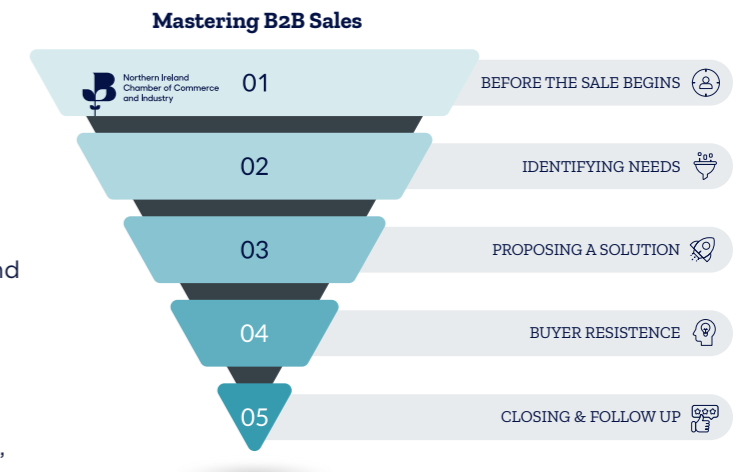 Mastering B2B Sales
Northern Ireland
Chamber of Commerce
and Industry
01
BEFORE THE SALE BEGINS
02
IDENTIFYING NEEDS
03
PROPOSING A SOLUTION
nd
04
BUYER RESISTENCE
05
CLOSING & FOLLOW UP
,